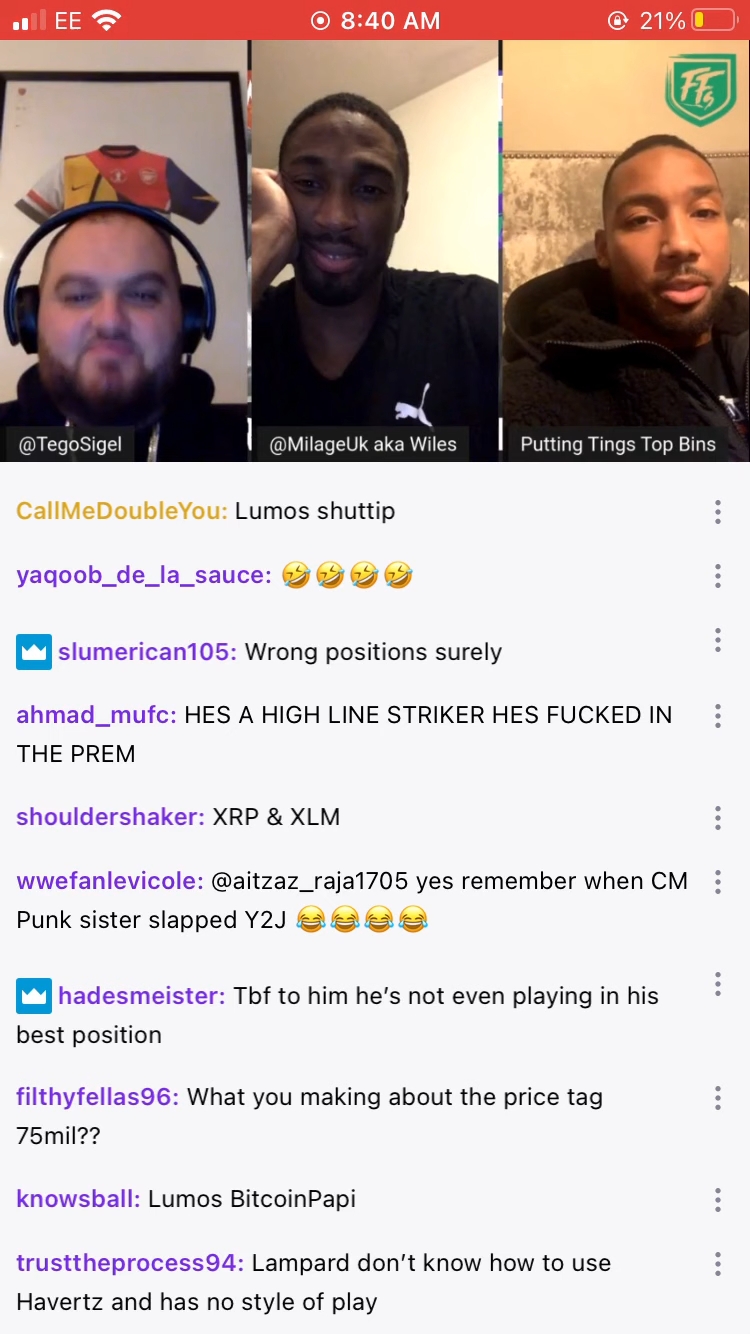 EE 8:40 AM 21%
FFs
@TegoSigel
@MilageUk aka Wiles
Putting Tings Top Bins
CallMeDoubleYou: Lumos shuttip
yaqoob_de_la_sauce: 🤣🤣🤣🤣
slumerican105: Wrong positions surely
ahmad_mufc: HES A HIGH LINE STRIKER HES FUCKED IN
THE PREM
shouldershaker: XRP & XLM
wwefanlevicole: @aitzaz_raja1705 yes remember when CM
Punk sister slapped Y2J 😂😂😂😂
hadesmeister: Tbf to him he’s not even playing in his
best position
filthyfellas96: What you making about the price tag
75mil??
knowsball: Lumos BitcoinPapi
trusttheprocess94: Lampard don’t know how to use
Havertz and has no style of play